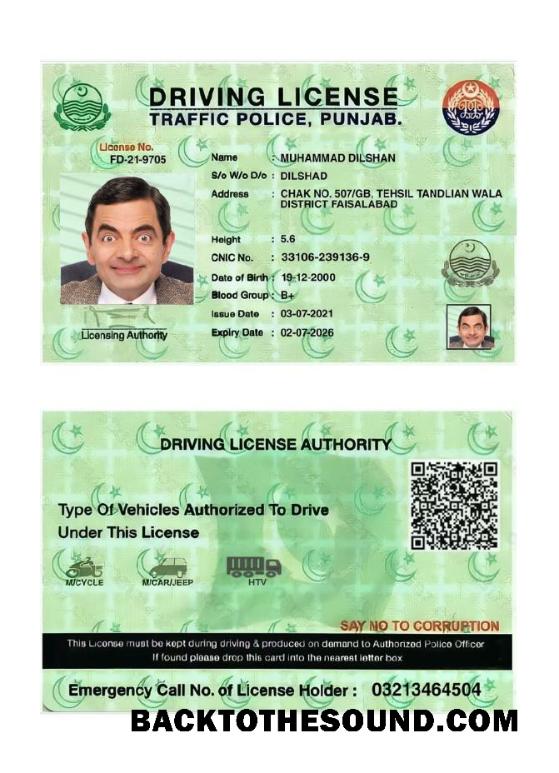 DRIVING LICENSE
TRAFFIC POLICE, PUNJAB.
License No.
FD-21-9705
Name : MUHAMMAD DILSHAN
S/o W/o D/o : DILSHAD
Address : CHAK NO. 507/GB, TEHSIL TANDLIAN WALA
DISTRICT FAISALABAD
Height : 5.6
CNIC No. : 33106-239136-9
Date of Birth : 19-12-2000
Blood Group : B+
Issue Date : 03-07-2021
Expiry Date : 02-07-2026
Licensing Authority
DRIVING LICENSE AUTHORITY
Type Of Vehicles Authorized To Drive
Under This License
M/CYCLE M/CAR/JEEP HTV
SAY NO TO CORRUPTION
This License must be kept during driving & produced on demand to Authorized Police Officer
If found please drop this card into the nearest letter box
Emergency Call No. of License Holder : 03213464504
BACKTOTHESOUND.COM